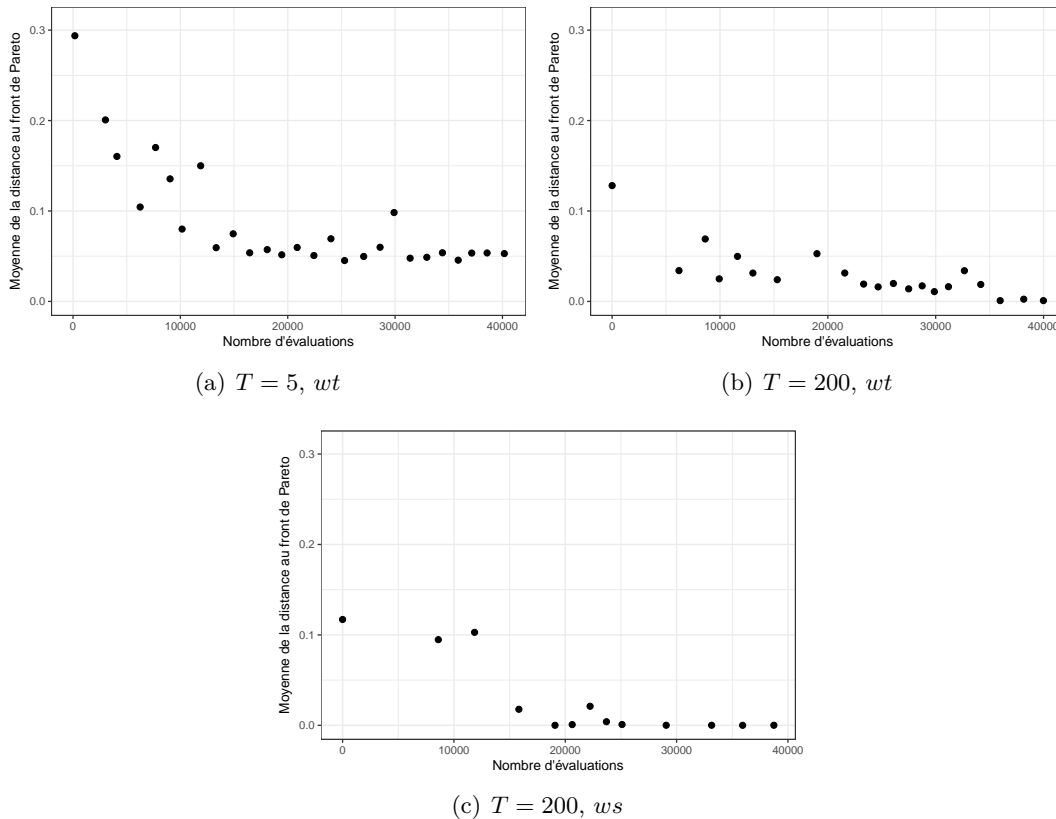 0.3
0.2
0.1
0.0
Moyenne de la distance au front de Pareto
0 10000 20000 30000 40000
Nombre d'évaluations
(a) T = 5, wt
0.3
0.2
0.1
0.0
Moyenne de la distance au front de Pareto
0 10000 20000 30000 40000
Nombre d'évaluations
(b) T = 200, wt
0.3
0.2
0.1
0.0
Moyenne de la distance au front de Pareto
0 10000 20000 30000 40000
Nombre d'évaluations
(c) T = 200, ws